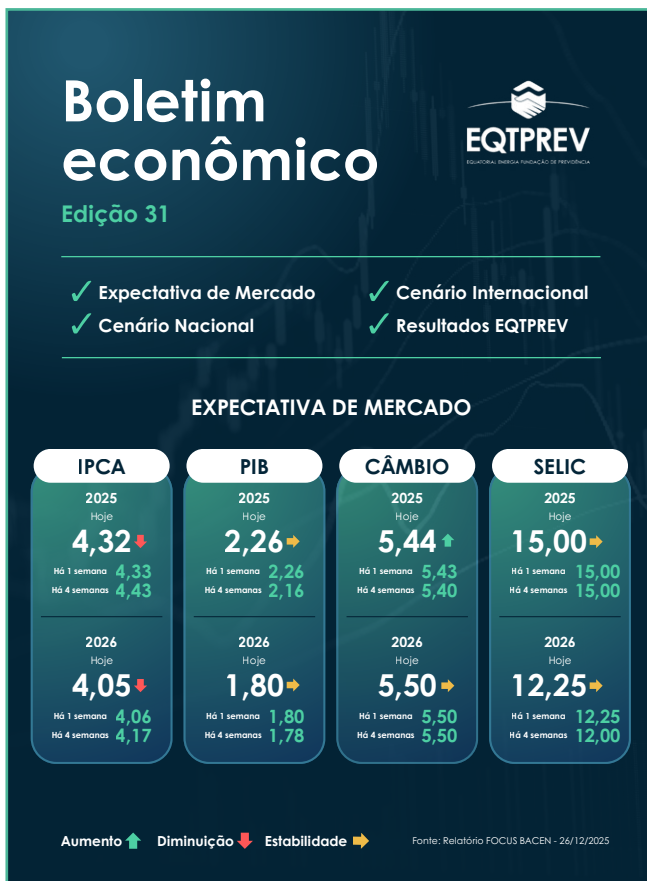 Boletim
econômico
EQTPREV
EQUATORIAL ENERGIA FUNDAÇÃO DE PREVIDÊNCIA
Edição 31
✓ Expectativa de Mercado
✓ Cenário Internacional
✓ Cenário Nacional
✓ Resultados EQTPREV
EXPECTATIVA DE MERCADO
IPCA
2025
Hoje
4,32
Há 1 semana 4,33
Há 4 semanas 4,43
2026
Hoje
4,05
Há 1 semana 4,06
Há 4 semanas 4,17
PIB
2025
Hoje
2,26
Há 1 semana 2,26
Há 4 semanas 2,16
2026
Hoje
1,80
Há 1 semana 1,80
Há 4 semanas 1,78
CÂMBIO
2025
Hoje
5,44
Há 1 semana 5,43
Há 4 semanas 5,40
2026
Hoje
5,50
Há 1 semana 5,50
Há 4 semanas 5,50
SELIC
2025
Hoje
15,00
Há 1 semana 15,00
Há 4 semanas 15,00
2026
Hoje
12,25
Há 1 semana 12,25
Há 4 semanas 12,00
Aumento Diminuição Estabilidade
Fonte: Relatório FOCUS BACEN - 26/12/2025